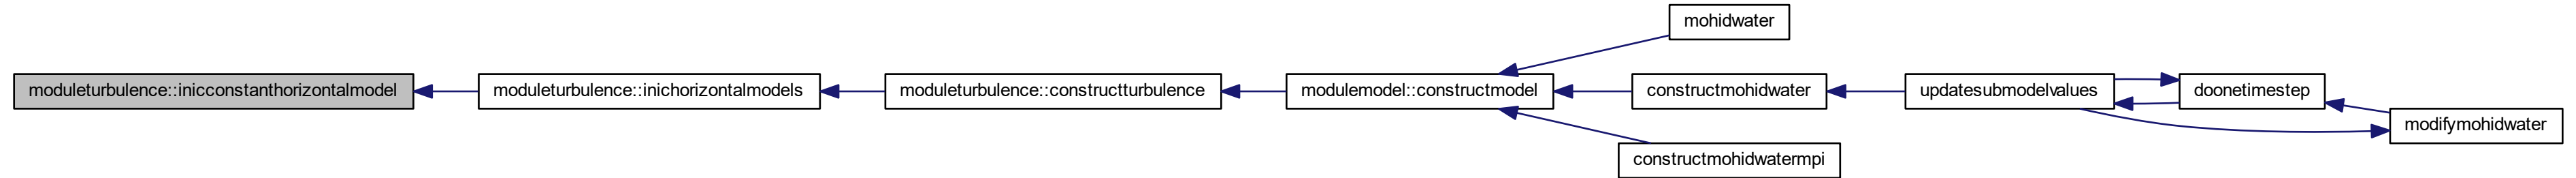 moduleturbulence::inicconstanthorizontalmodel
moduleturbulence::inichorizontalmodels
moduleturbulence::constructturbulence
modulemodel::constructmodel
mohidwater
constructmohidwater
constructmohidwatermpi
updatesubmodelvalues
doonetimestep
modifymohidwater